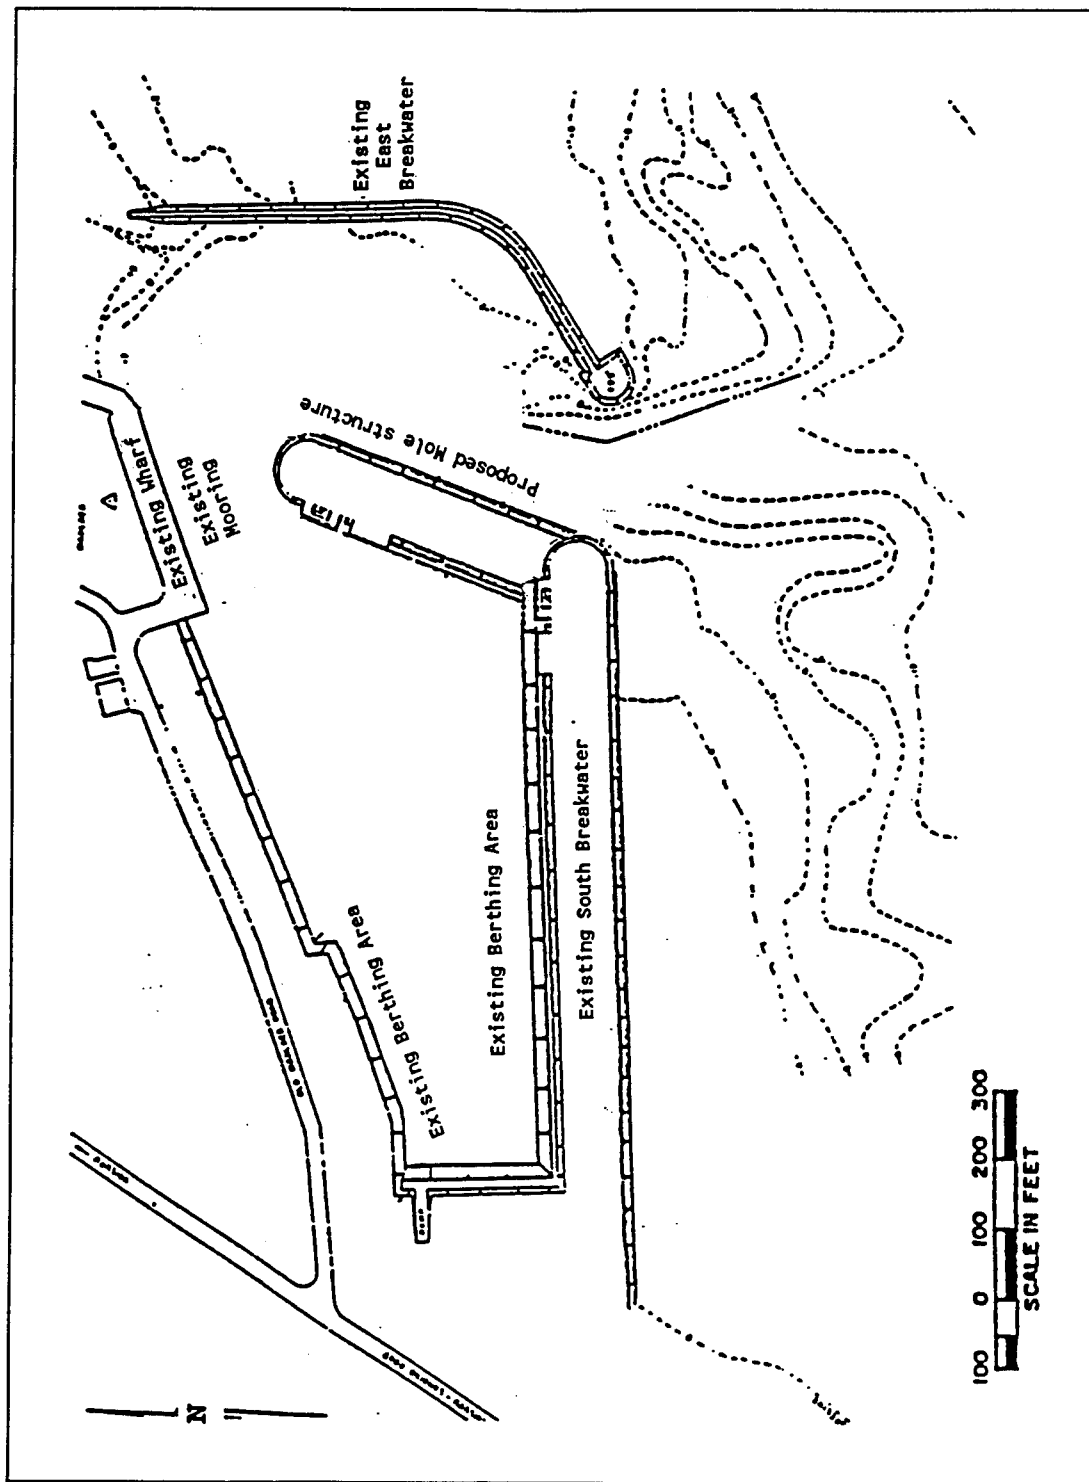 Existing
East
Breakwater
Existing Wharf
Existing
Mooring
Proposed Mole structure
Existing Berthing Area
Existing Berthing Area
Existing South Breakwater
N
100 0 100 200 300
SCALE IN FEET